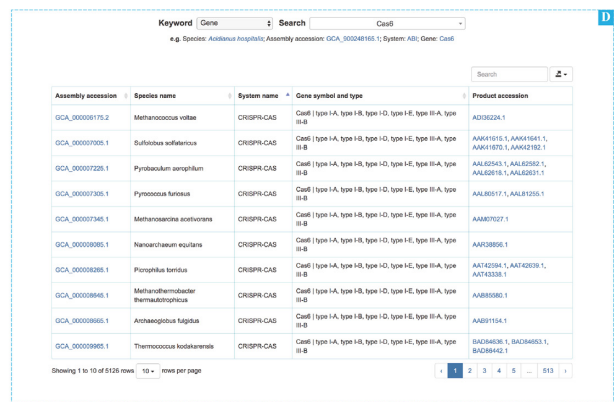 D
Keyword Gene Search Cas6
e.g. Species: Acidianus hospitalis; Assembly accession: GCA_000248165.1; System: ABI; Gene: Cas6
Search
Assembly accession Species name System name Gene symbol and type Product accession
GCA_000006175.2 Methanococcus voltae CRISPR-CAS Cas6 | type I-A, type I-B, type I-D, type I-E, type III-A, type ADI36224.1
III-B
GCA_000007005.1 Sulfolobus solfataricus CRISPR-CAS Cas6 | type I-A, type I-B, type I-D, type I-E, type III-A, type AAK41615.1, AAK41641.1,
III-B AAK41870.1, AAK42192.1
GCA_000007225.1 Pyrobaculum aerophilum CRISPR-CAS Cas6 | type I-A, type I-B, type I-D, type I-E, type III-A, type AAL62543.1, AAL62582.1,
III-B AAL62618.1, AAL62631.1
GCA_000007305.1 Pyrococcus furiosus CRISPR-CAS Cas6 | type I-A, type I-B, type I-D, type I-E, type III-A, type AAL80517.1, AAL81255.1
III-B
GCA_000007345.1 Methanosarcina acetivorans CRISPR-CAS Cas6 | type I-A, type I-B, type I-D, type I-E, type III-A, type AAM07027.1
III-B
GCA_000008085.1 Nanoarchaeum equitans CRISPR-CAS Cas6 | type I-A, type I-B, type I-D, type I-E, type III-A, type AAR38856.1
III-B
GCA_000008265.1 Picrophilus torridus CRISPR-CAS Cas6 | type I-A, type I-B, type I-D, type I-E, type III-A, type AAT42594.1, AAT42639.1,
III-B AAT43338.1
GCA_000008645.1 Methanothermobacter CRISPR-CAS Cas6 | type I-A, type I-B, type I-D, type I-E, type III-A, type AAB85580.1
thermautotrophicus III-B
GCA_000008665.1 Archaeoglobus fulgidus CRISPR-CAS Cas6 | type I-A, type I-B, type I-D, type I-E, type III-A, type AAB91154.1
III-B
GCA_000009965.1 Thermococcus kodakarensis CRISPR-CAS Cas6 | type I-A, type I-B, type I-D, type I-E, type III-A, type BAD84636.1, BAD84653.1,
III-B BAD86442.1
Showing 1 to 10 of 5126 rows 10 rows per page ‹ 1 2 3 4 5 ... 513 ›